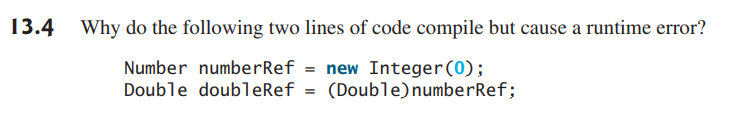 13.4 Why do the following two lines of code compile but cause a runtime error?
Number numberRef = new Integer(0);
Double doubleRef = (Double)numberRef;